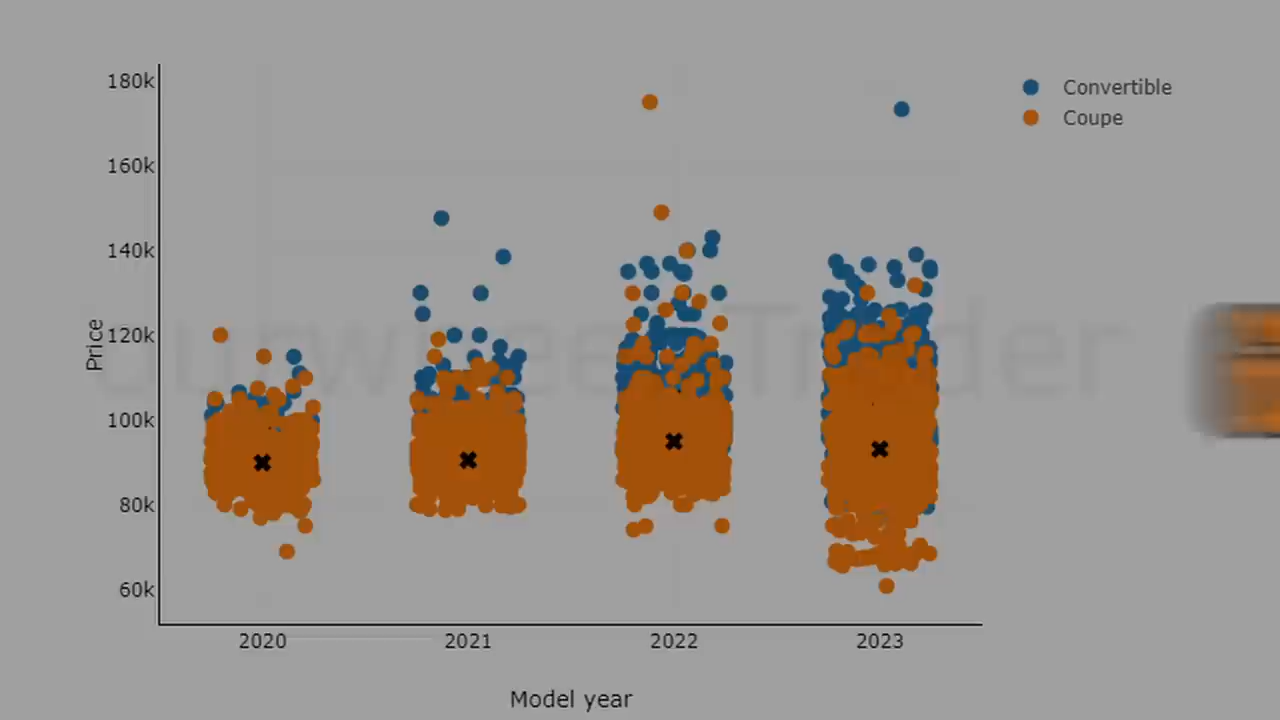 180k
160k
140k
120k
100k
80k
60k
Price
2020 2021 2022 2023
Model year
Convertible
Coupe